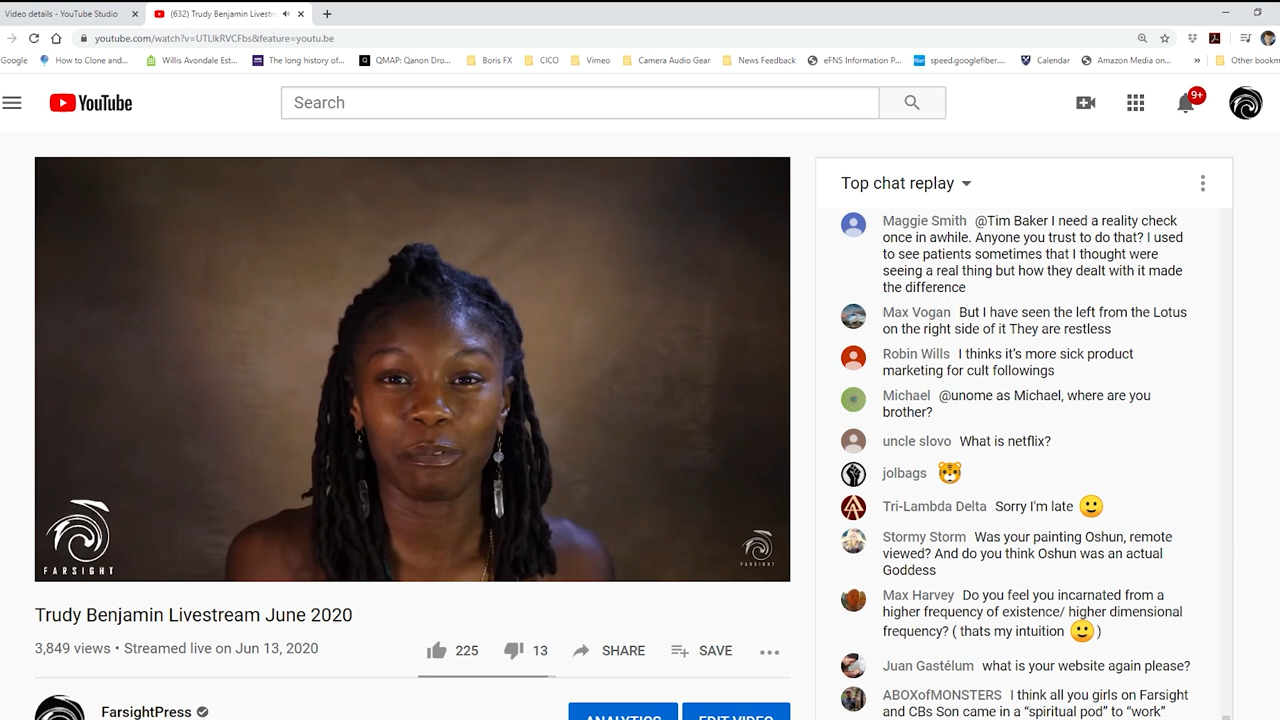 Video details - YouTube Studio
(632) Trudy Benjamin Livestre
youtube.com/watch?v=UTLlkRVCFbs&feature=youtu.be
Google
How to Clone and...
Willis Avondale Est...
The long history of...
QMAP: Qanon Dro...
Boris FX
CICO
Vimeo
Camera Audio Gear
News Feedback
eFNS Information P...
speed.googlefiber...
Calendar
Amazon Media on...
»
Other bookm
YouTube
Search
9+
FARSIGHT
FARSIGHT
Trudy Benjamin Livestream June 2020
3,849 views • Streamed live on Jun 13, 2020
225
13
SHARE
SAVE
FarsightPress
ANALYTICS
EDIT VIDEO
Top chat replay
Maggie Smith @Tim Baker I need a reality check
once in awhile. Anyone you trust to do that? I used
to see patients sometimes that I thought were
seeing a real thing but how they dealt with it made
the difference
Max Vogan But I have seen the left from the Lotus
on the right side of it They are restless
Robin Wills I thinks it's more sick product
marketing for cult followings
Michael @unome as Michael, where are you
brother?
uncle slovo What is netflix?
jolbags 🐯
Tri-Lambda Delta Sorry I'm late 🙂
Stormy Storm Was your painting Oshun, remote
viewed? And do you think Oshun was an actual
Goddess
Max Harvey Do you feel you incarnated from a
higher frequency of existence/ higher dimensional
frequency? ( thats my intuition 🙂 )
Juan Gastélum what is your website again please?
ABOXofMONSTERS I think all you girls on Farsight
and CBs Son came in a “spiritual pod” to “work”